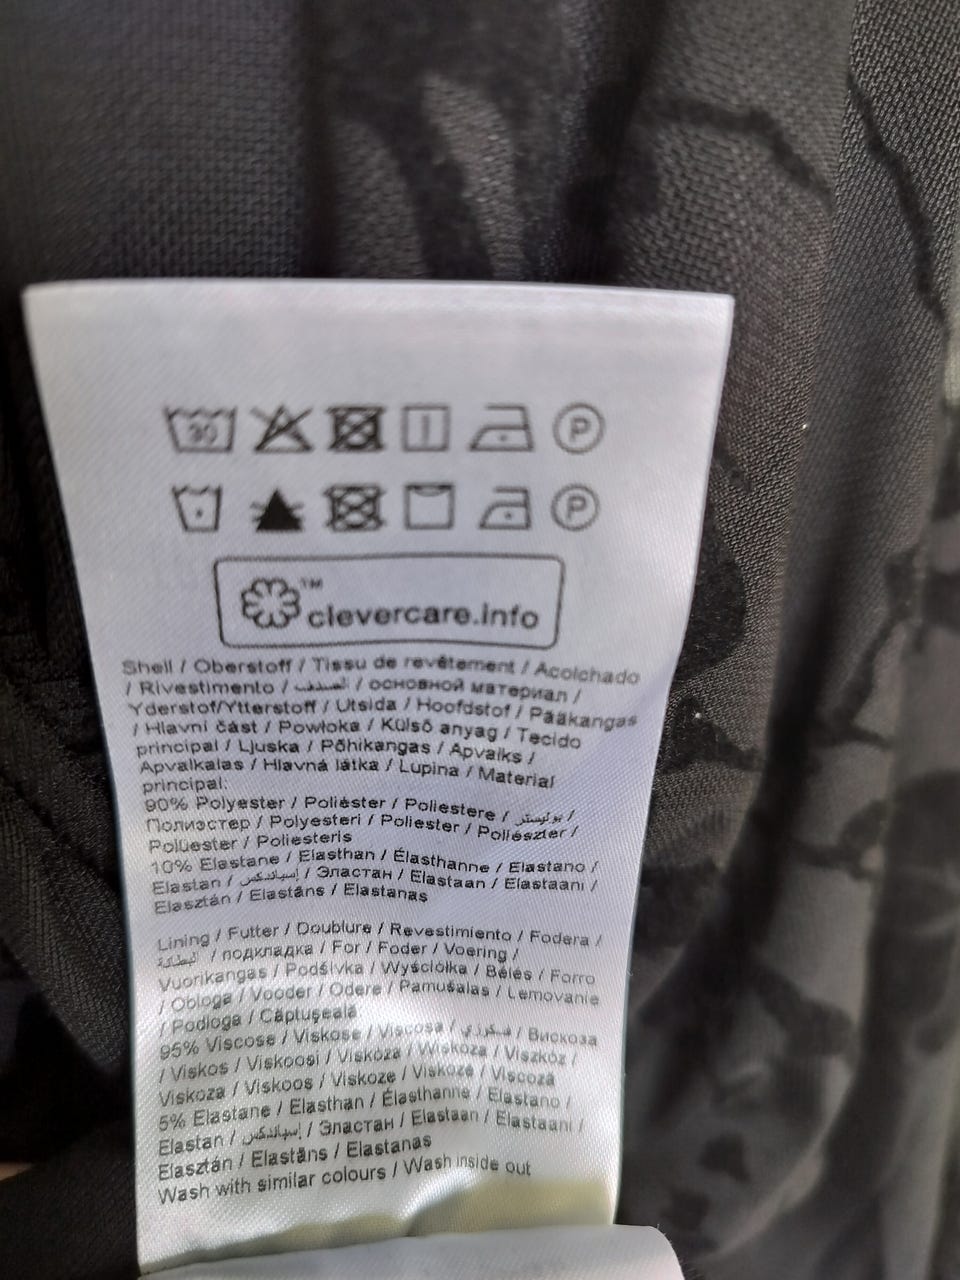 30 P
P
™ clevercare.info
Shell / Oberstoff / Tissu de revêtement / Acolchado
/ Rivestimento / الصدف / основной материал /
Yderstof/Ytterstoff / Utsida / Hoofdstof / Pääkangas
/ Hlavní část / Powłoka / Külső anyag / Tecido
principal / Ljuska / Põhikangas / Apvalks /
Apvalkalas / Hlavná látka / Lupina / Material
principal:
90% Polyester / Poliéster / Poliestere / بوليستر /
Полиэстер / Polyesteri / Poliester / Poliészter /
Polüester / Poliesteris
10% Elastane / Elasthan / Élasthanne / Elastano /
Elastan / إسباندكس / Эластан / Elastaan / Elastaani /
Elasztán / Elastāns / Elastanas
Lining / Futter / Doublure / Revestimiento / Fodera /
البطانة / подкладка / For / Foder / Voering /
Vuorikangas / Podšívka / Wyściółka / Bélés / Forro
/ Obloga / Vooder / Odere / Pamušalas / Lemovanie
/ Podloga / Căptuşeală
95% Viscose / Viskose / Viscosa / فسكوزي / Вискоза
/ Viskos / Viskoosi / Viskóza / Wiskoza / Viszkóz /
Viskoza / Viskoos / Viskoze / Viskozė / Viscoză
5% Elastane / Elasthan / Élasthanne / Elastano /
Elastan / إسباندكس / Эластан / Elastaan / Elastaani /
Elasztán / Elastāns / Elastanas
Wash with similar colours / Wash inside out